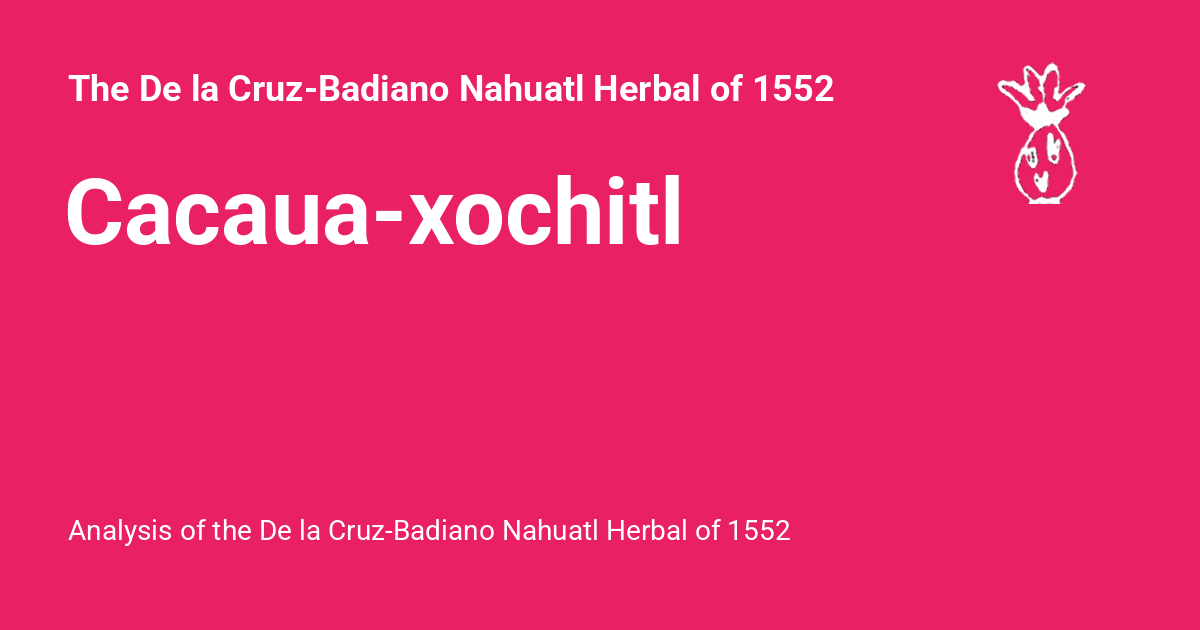 The De la Cruz-Badiano Nahuatl Herbal of 1552
Cacaua-xochitl
Analysis of the De la Cruz-Badiano Nahuatl Herbal of 1552